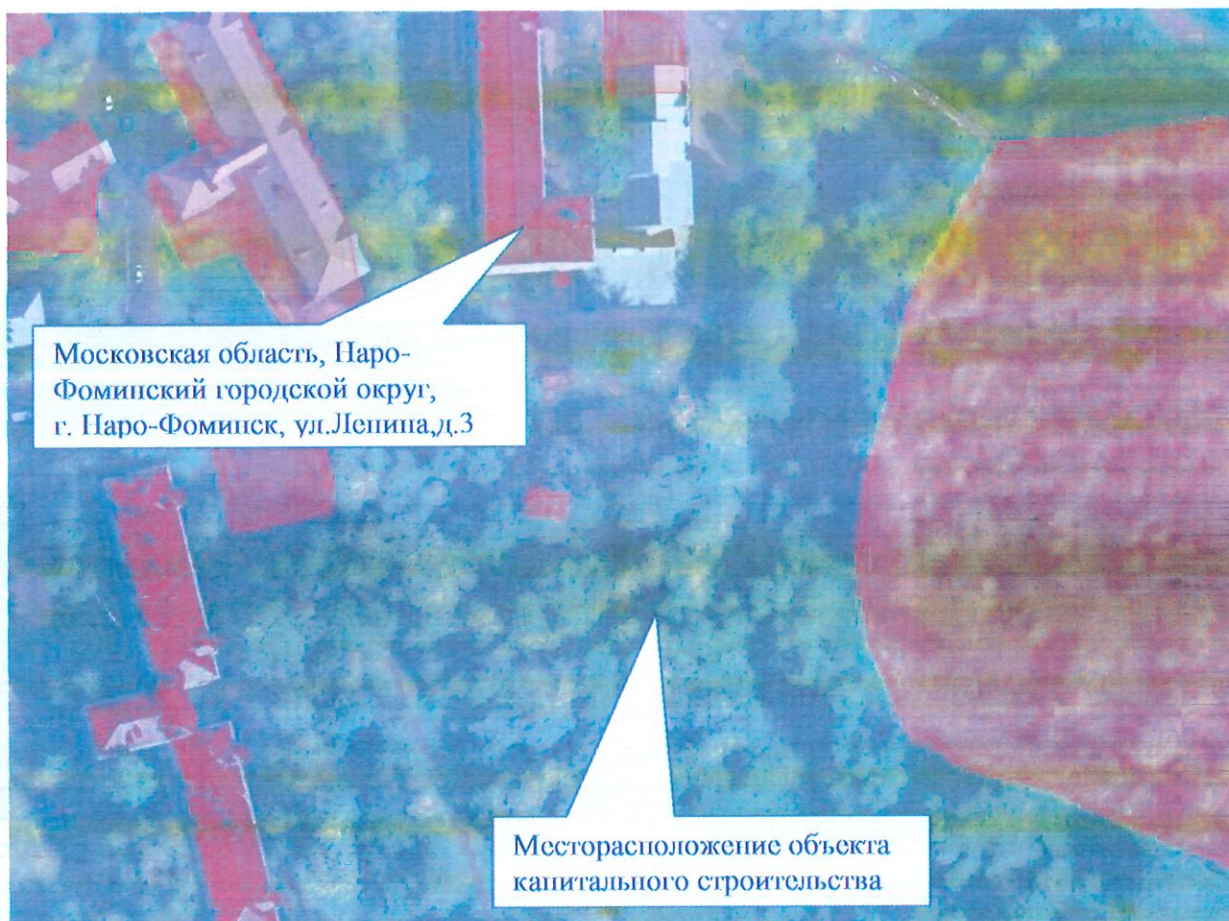 Московская область, Наро-
Фоминский городской округ,
г. Наро-Фоминск, ул.Ленина,д.3
Месторасположение объекта
капитального строительства